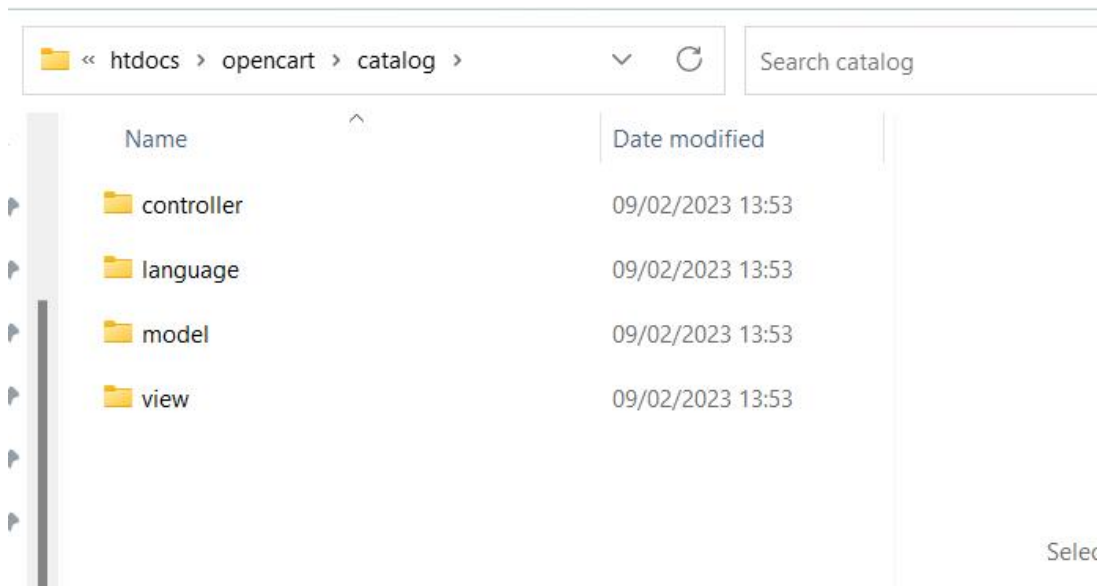 « htdocs > opencart > catalog > Search catalog
Name Date modified
controller 09/02/2023 13:53
language 09/02/2023 13:53
model 09/02/2023 13:53
view 09/02/2023 13:53